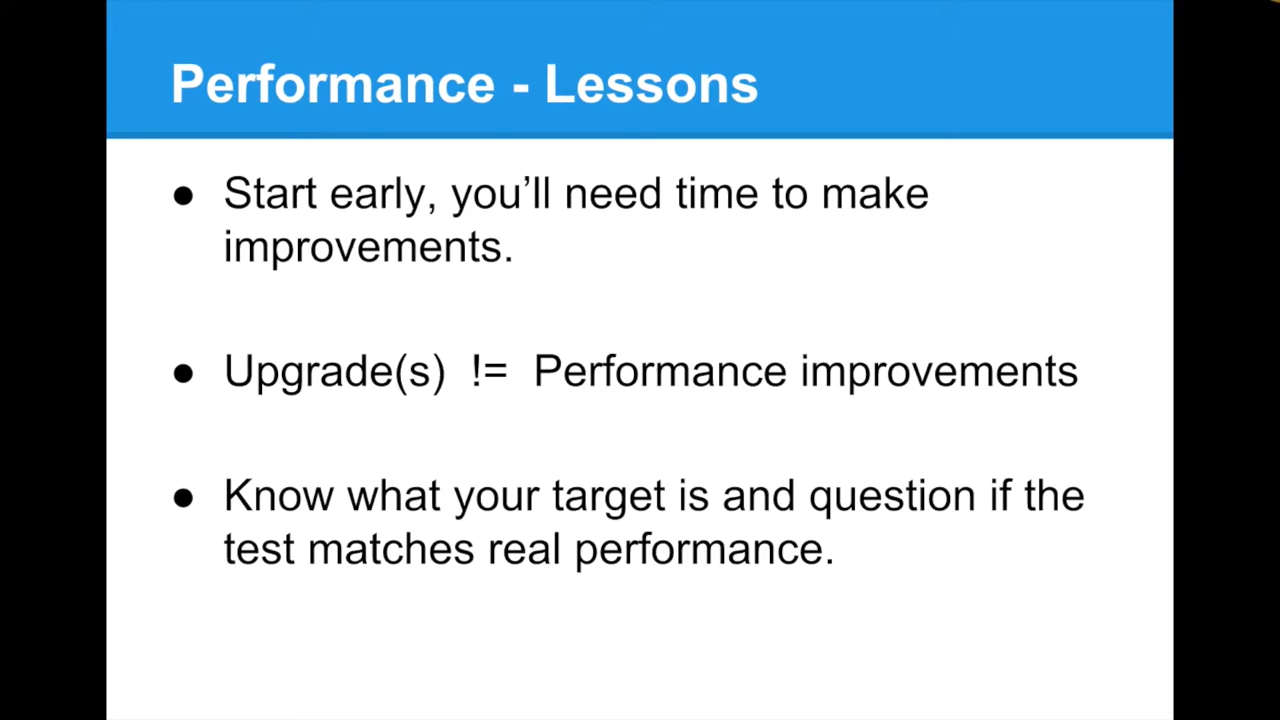 Performance - Lessons
● Start early, you’ll need time to make
improvements.
● Upgrade(s) != Performance improvements
● Know what your target is and question if the
test matches real performance.